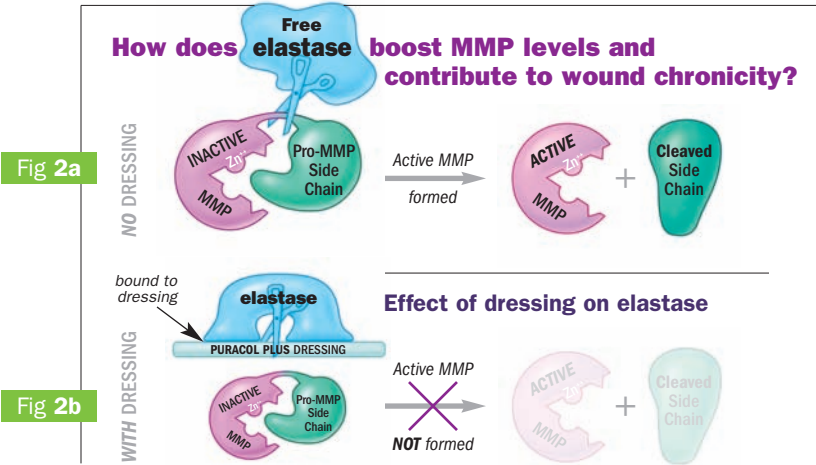 How does elastase boost MMP levels and
contribute to wound chronicity?
Free
Fig 2a
NO DRESSING
INACTIVE
Zn++
MMP
Pro-MMP
Side
Chain
Active MMP
formed
ACTIVE
Zn++
MMP
+
Cleaved
Side
Chain
bound to
dressing
elastase
PURACOL PLUS DRESSING
Effect of dressing on elastase
Fig 2b
WITH DRESSING
INACTIVE
Zn++
MMP
Pro-MMP
Side
Chain
Active MMP
NOT formed
ACTIVE
Zn++
MMP
+
Cleaved
Side
Chain